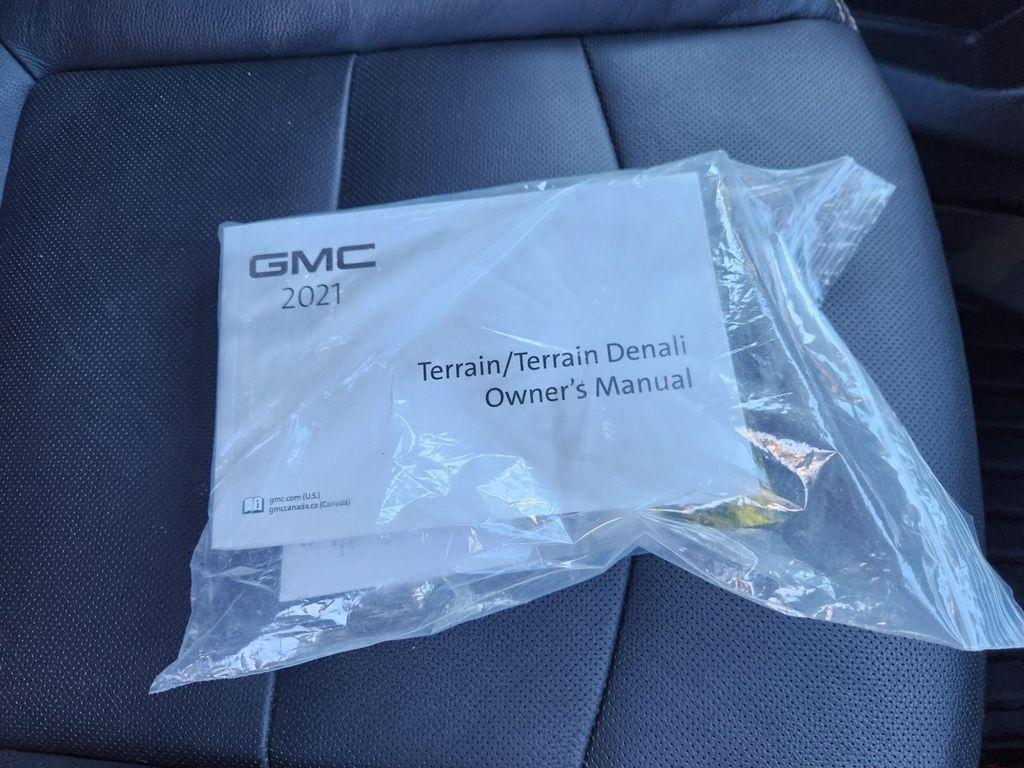 GMC
2021
Terrain/Terrain Denali
Owner's Manual
gmc.com (U.S.)
gmccanada.ca (Canada)